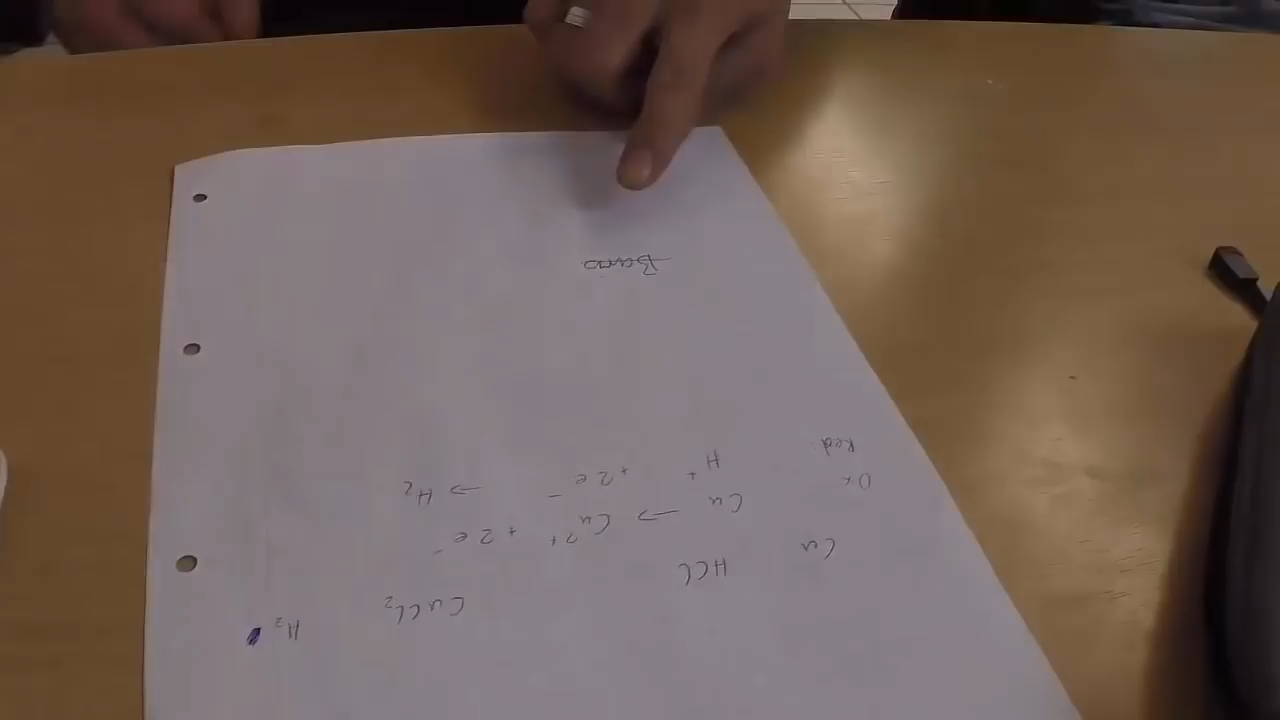 Cu HCl CuCl₂ H₂
Ox Cu → Cu²⁺ + 2e⁻
Red: H⁺ + 2e⁻ → H₂